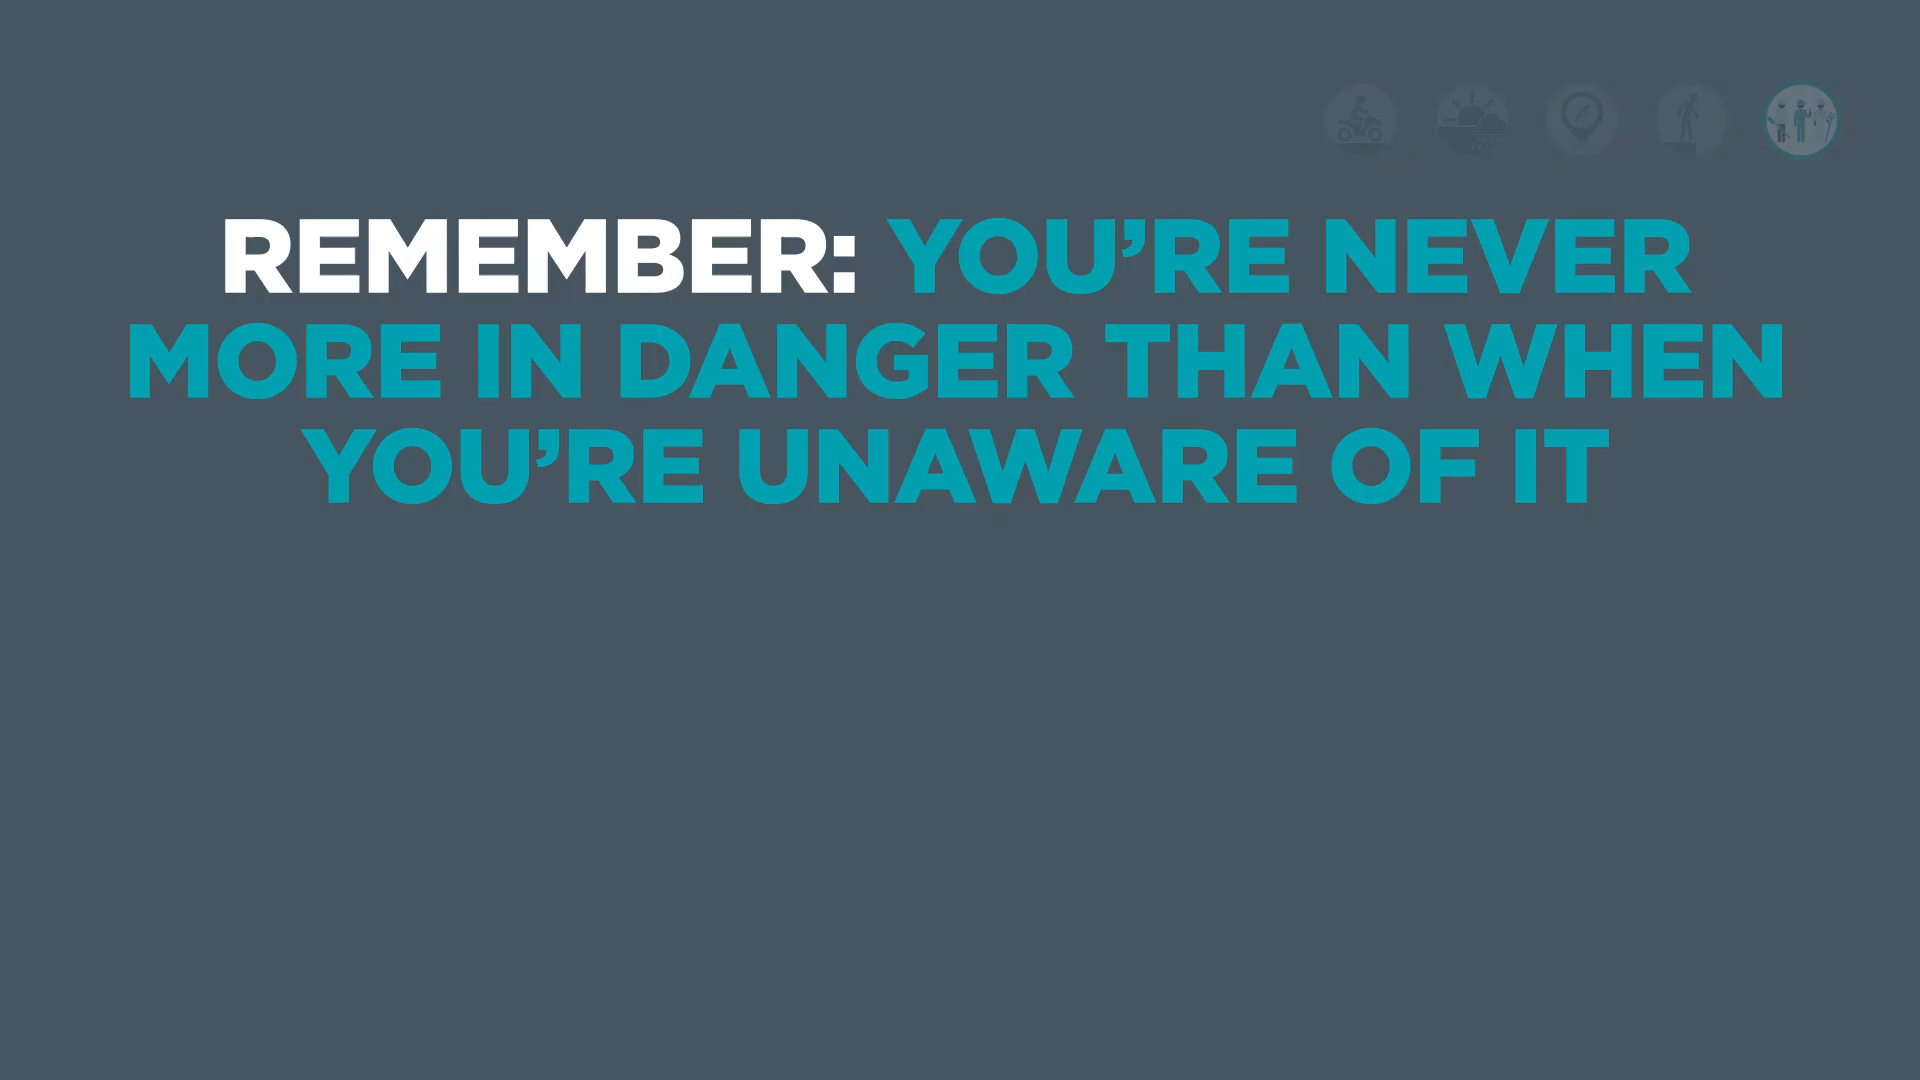 REMEMBER: YOU’RE NEVER
MORE IN DANGER THAN WHEN
YOU’RE UNAWARE OF IT